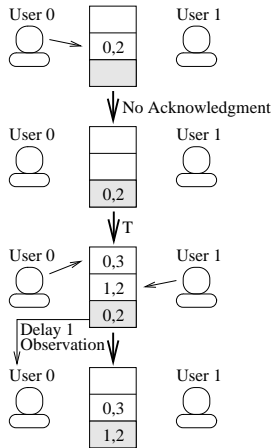 User 0 User 1
0,2
No Acknowledgment
User 0 User 1
0,2
T
User 0 User 1
0,3
1,2
0,2
Delay 1
Observation
User 0 User 1
0,3
1,2